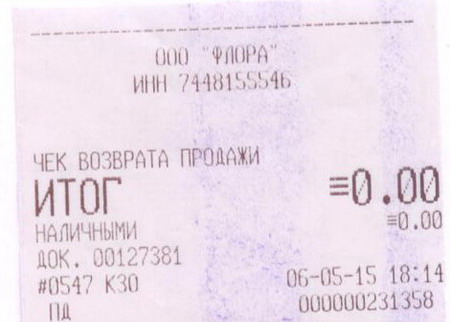 ООО "ФЛОРА"
ИНН 7448155546
ЧЕК ВОЗВРАТА ПРОДАЖИ
ИТОГ ≡0.00
НАЛИЧНЫМИ ≡0.00
ДОК. 00127381
#0547 К30 06-05-15 18:14
ПД 000000231358